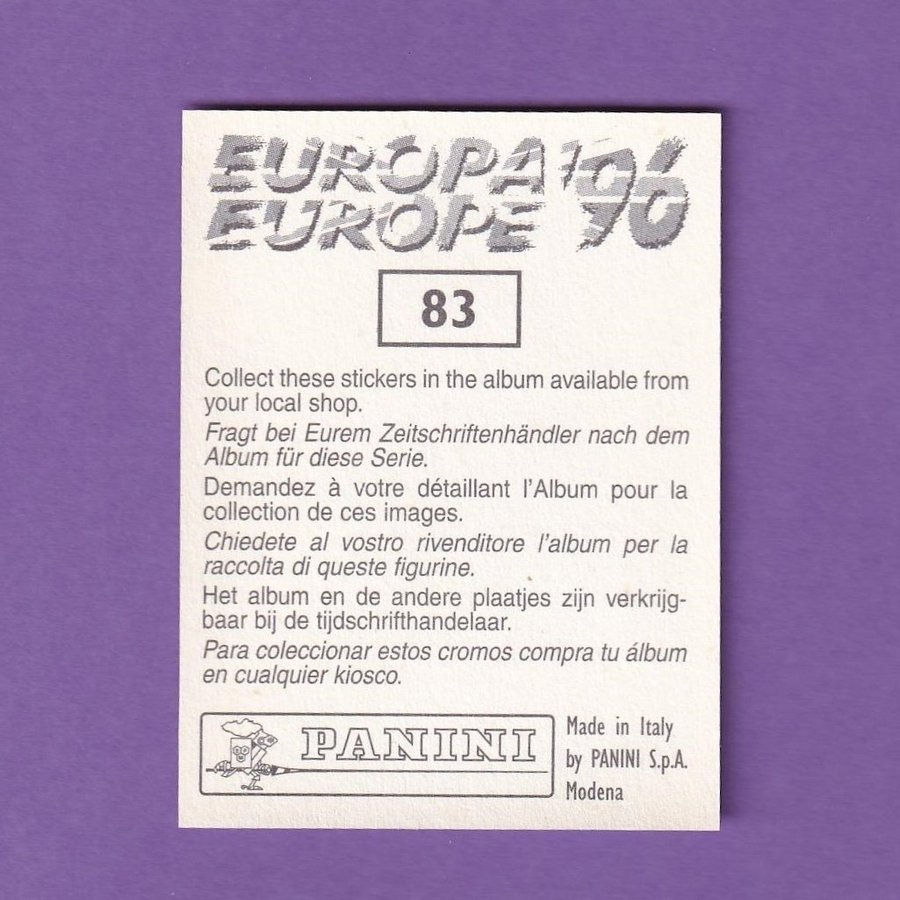 EUROPA
EUROPE '96
83
Collect these stickers in the album available from
your local shop.
Fragt bei Eurem Zeitschriftenhändler nach dem
Album für diese Serie.
Demandez à votre détaillant l'Album pour la
collection de ces images.
Chiedete al vostro rivenditore l'album per la
raccolta di queste figurine.
Het album en de andere plaatjes zijn verkrijg-
baar bij de tijdschrifthandelaar.
Para coleccionar estos cromos compra tu álbum
en cualquier kiosco.
PANINI
Made in Italy
by PANINI S.p.A.
Modena